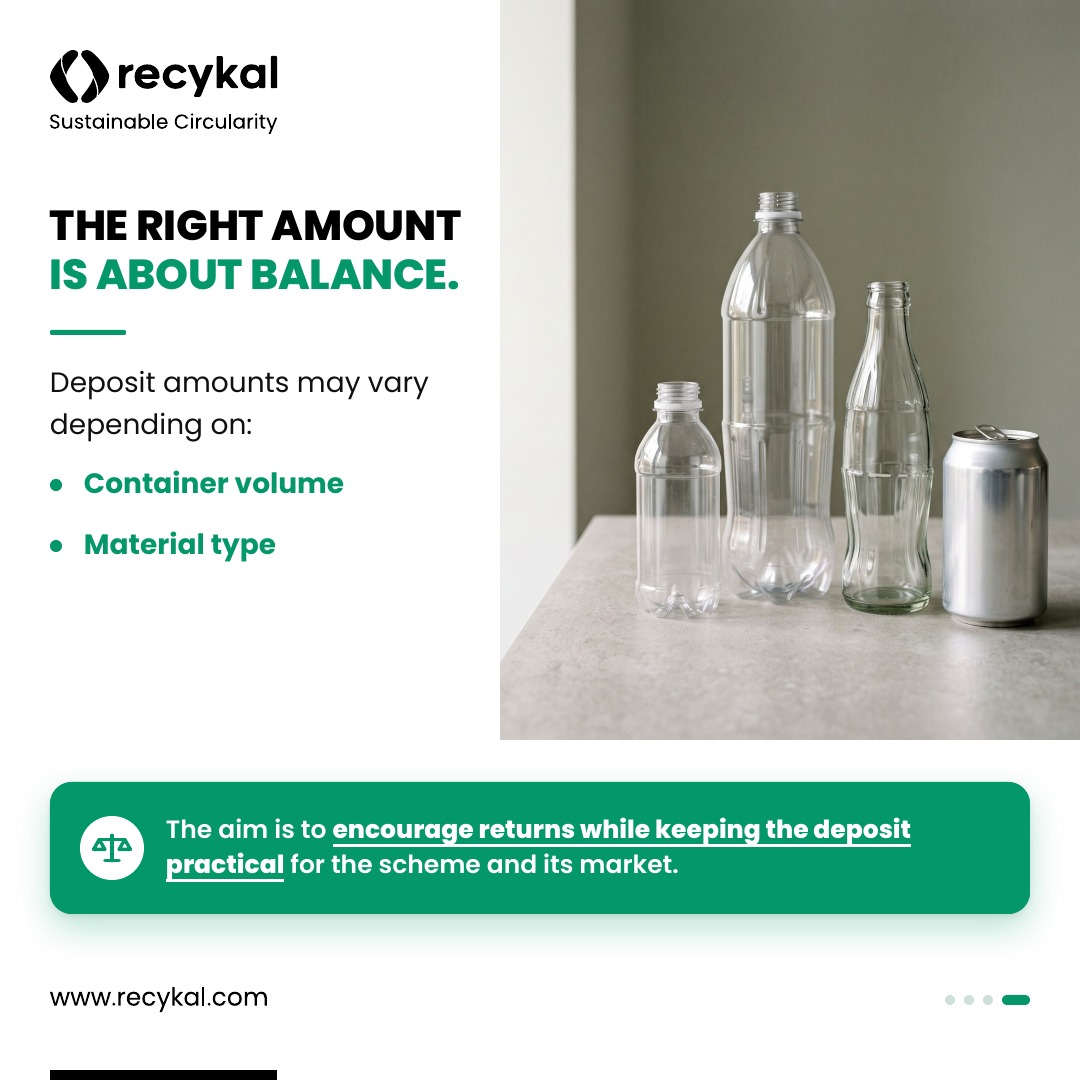 recykal
Sustainable Circularity
THE RIGHT AMOUNT
IS ABOUT BALANCE.
Deposit amounts may vary
depending on:
• Container volume
• Material type
The aim is to encourage returns while keeping the deposit
practical for the scheme and its market.
www.recykal.com